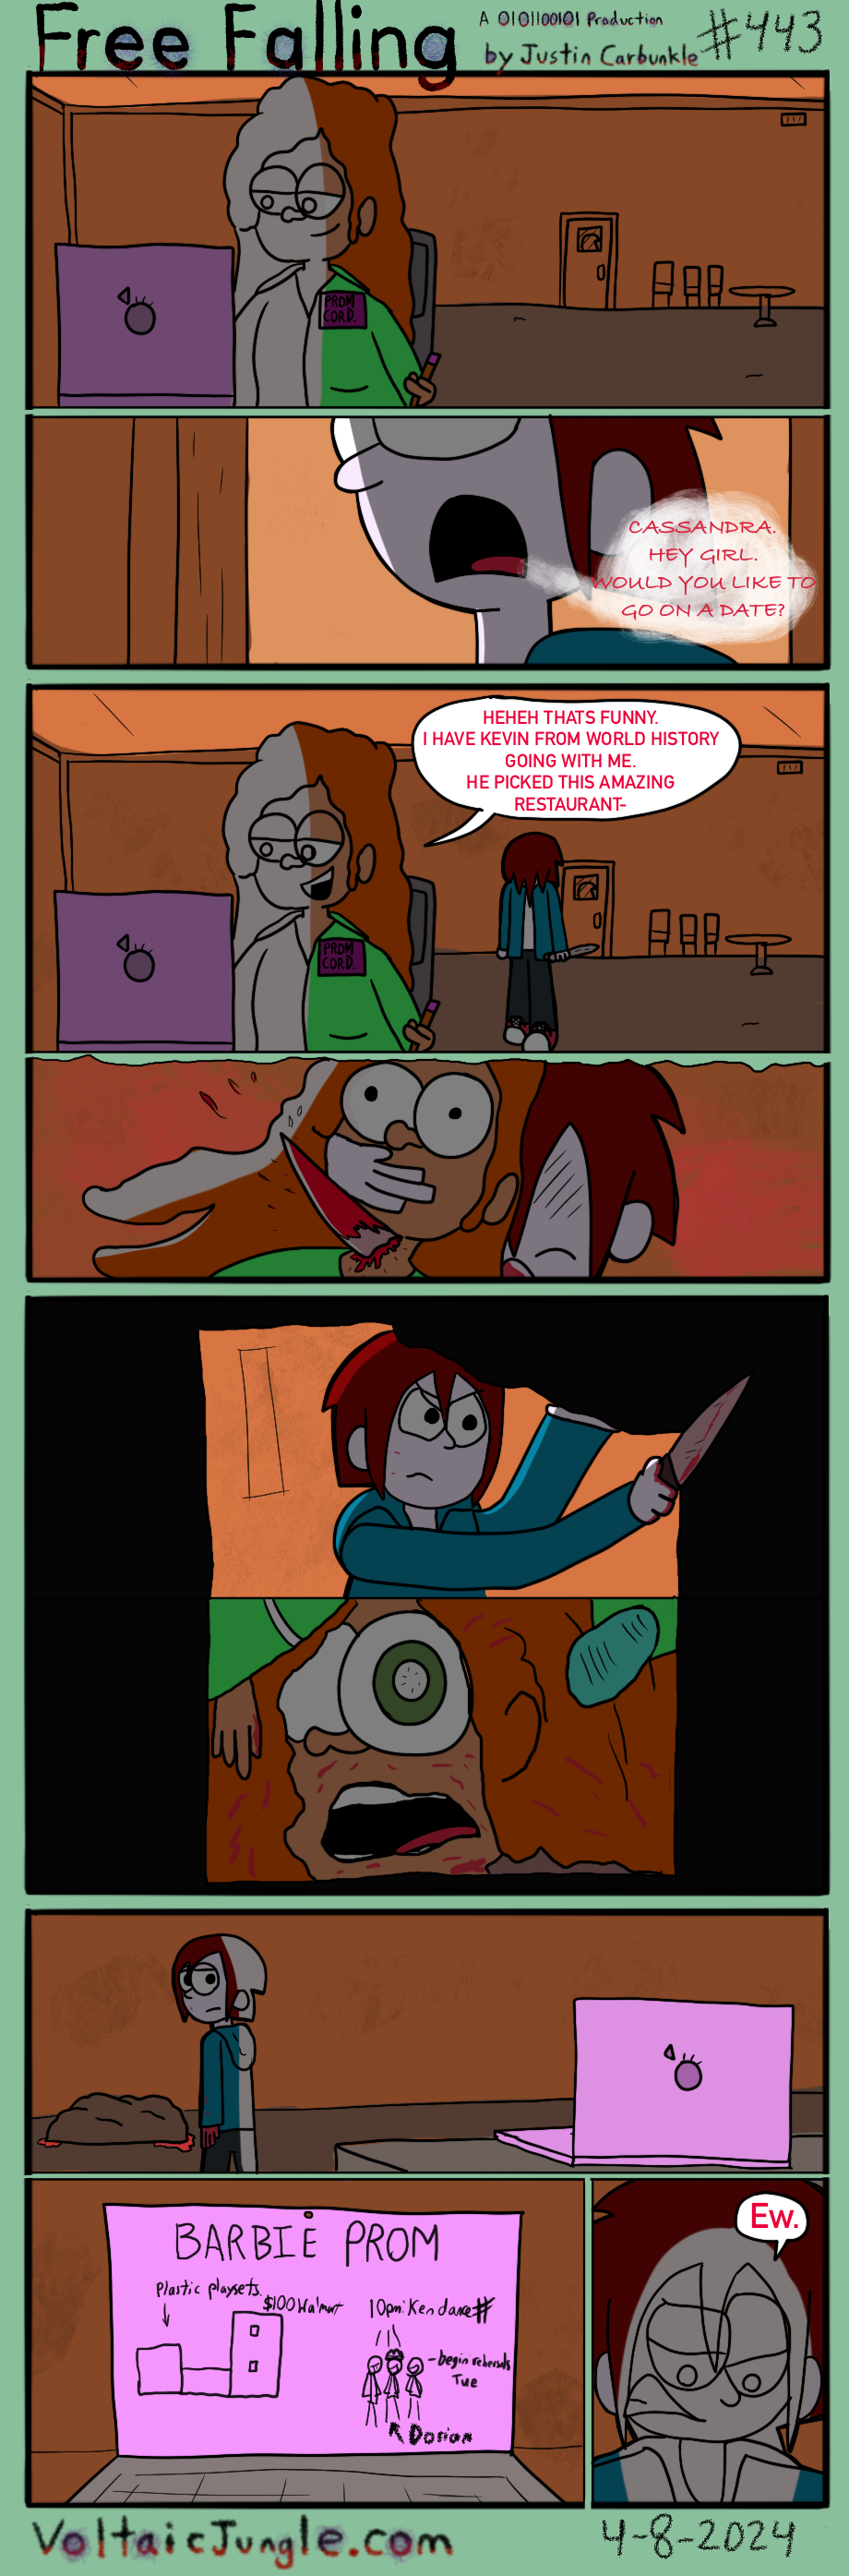 Free Falling
A 0101100101 Production
by Justin Carbunkle
#443
PROM
CORD.
CASSANDRA.
HEY GIRL.
WOULD YOU LIKE TO
GO ON A DATE?
HEHEH THATS FUNNY.
I HAVE KEVIN FROM WORLD HISTORY
GOING WITH ME.
HE PICKED THIS AMAZING
RESTAURANT-
PROM
CORD.
BARBIE PROM
Plastic playsets.
$100 Walmart
10pm: Ken dance #
-begin rehersals
Tue
Dorian
Ew.
VoltaicJungle.com
4-8-2024